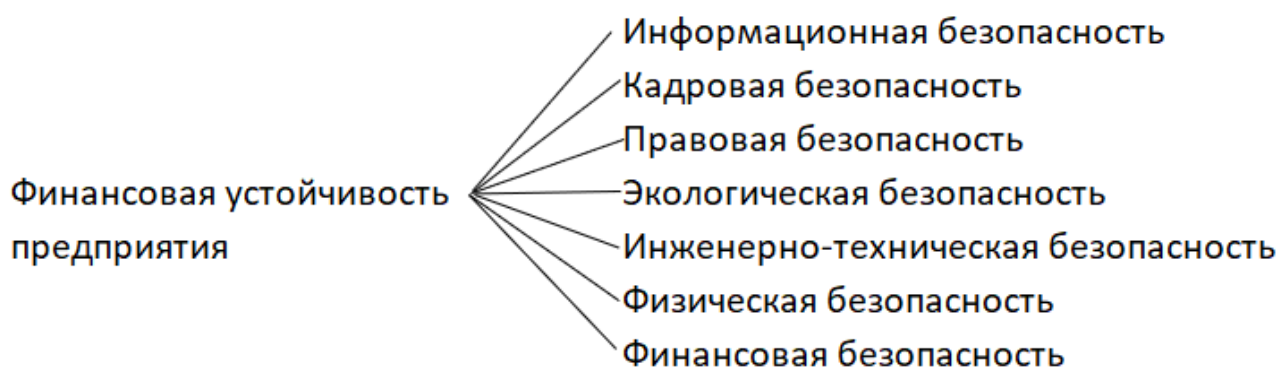 Информационная безопасность
Кадровая безопасность
Правовая безопасность
Финансовая устойчивость
предприятия
Экологическая безопасность
Инженерно-техническая безопасность
Физическая безопасность
Финансовая безопасность